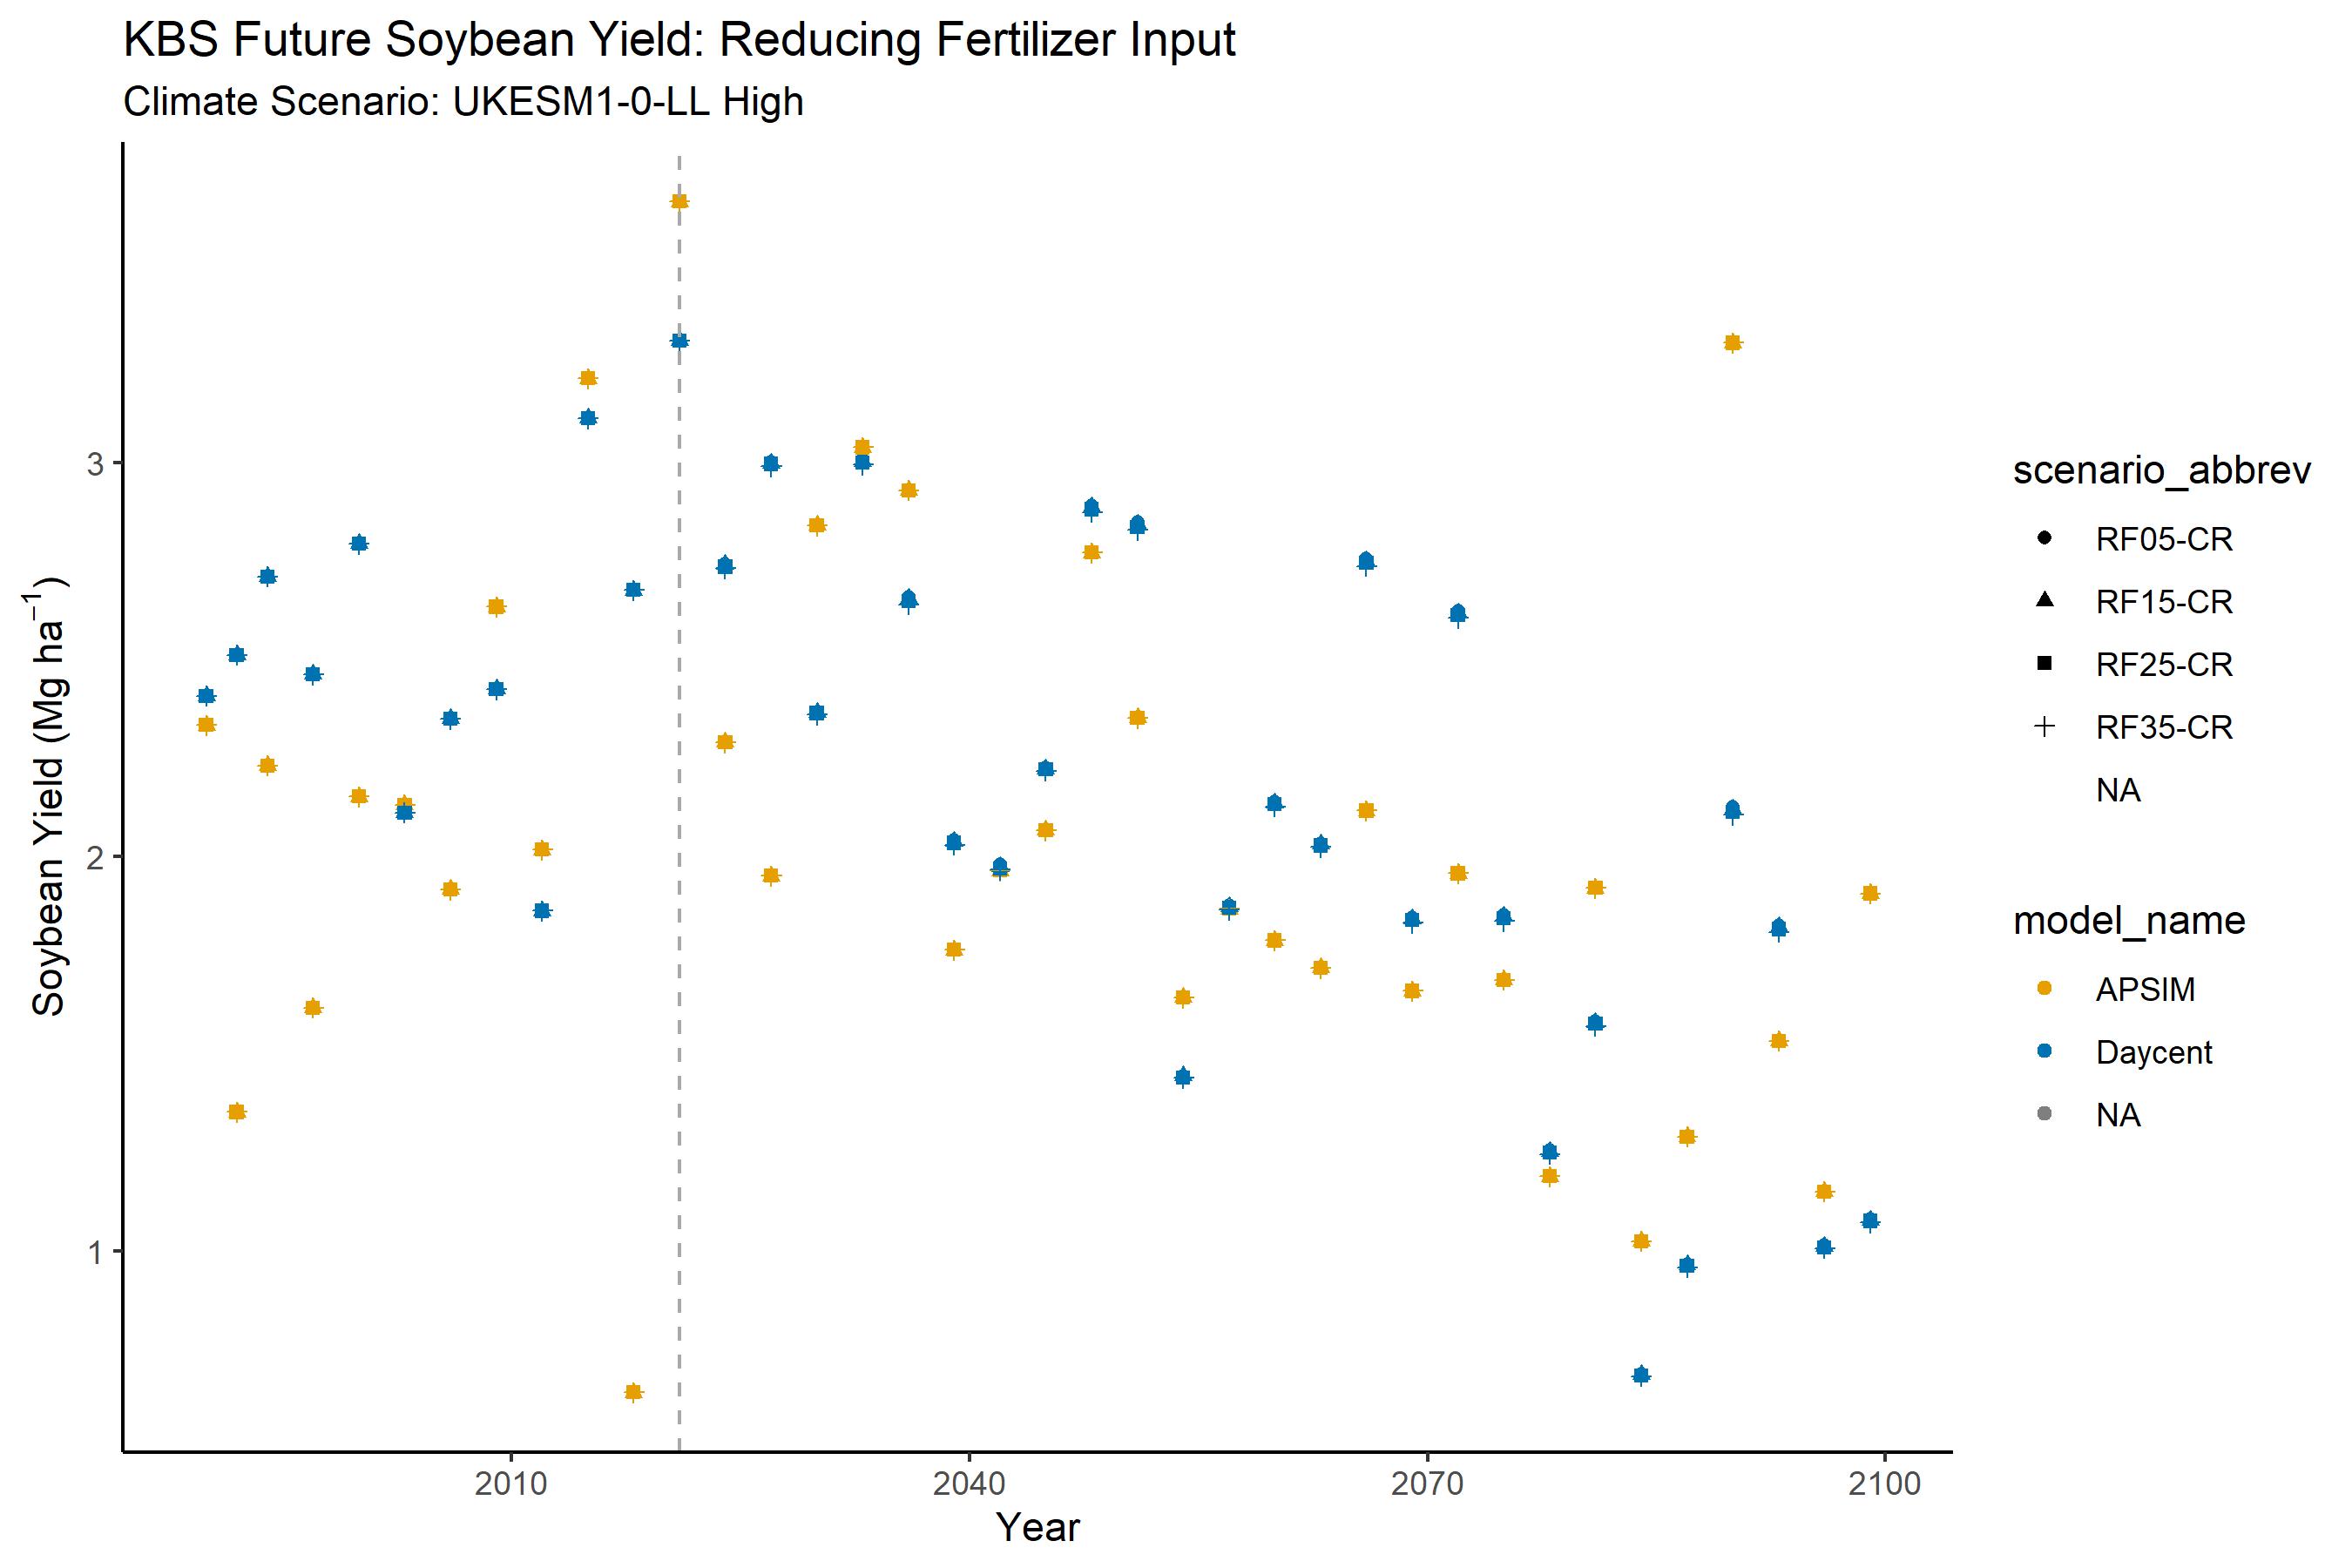 KBS Future Soybean Yield: Reducing Fertilizer Input
Climate Scenario: UKESM1-0-LL High
Soybean Yield (Mg ha⁻¹)
3
2
1
2010
2040
2070
2100
Year
scenario_abbrev
RF05-CR
RF15-CR
RF25-CR
RF35-CR
NA
model_name
APSIM
Daycent
NA